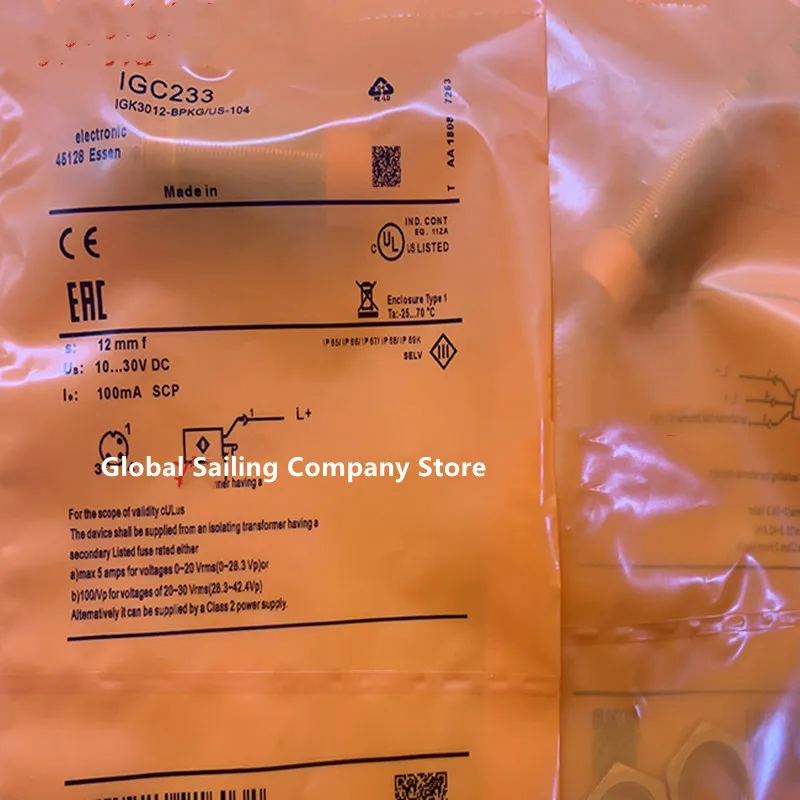 IGC233
IGK3012-BPKG/US-104
electronic
45128 Essen
Made in
T AA 1808 7263
CE
UL
C US LISTED
IND. CONT
EQ. 11ZA
EAC
Enclosure Type 1
Ta:-25...70 °C
S: 12 mm f
UB: 10...30V DC
Ie: 100mA SCP
IP 65/IP 66/IP 67/IP 68/IP 69K
SELV
III
1
3
1
L+
P
Global Sailing Company Store
mer having a
For the scope of validity cULus
The device shall be supplied from an isolating transformer having a
secondary Listed fuse rated either
a)max 5 amps for voltages 0~20 Vrms(0~28.3 Vp)or
b)100/Vp for voltages of 20~30 Vrms(28.3~42.4Vp)
Alternatively it can be supplied by a Class 2 power supply.